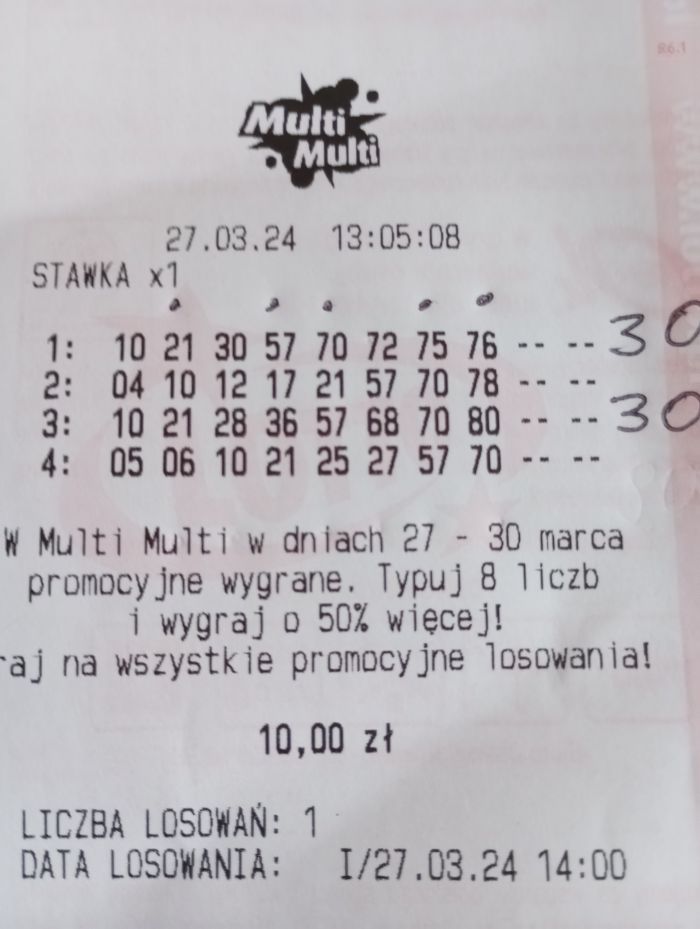 86.1
Multi
Multi
27.03.24 13:05:08
STAWKA x1
1: 10 21 30 57 70 72 75 76 -- -- 30
2: 04 10 12 17 21 57 70 78 -- --
3: 10 21 28 36 57 68 70 80 -- -- 30
4: 05 06 10 21 25 27 57 70 -- --
W Multi Multi w dniach 27 - 30 marca
promocyjne wygrane. Typuj 8 liczb
i wygraj o 50% więcej!
raj na wszystkie promocyjne losowania!
10,00 zł
LICZBA LOSOWAŃ: 1
DATA LOSOWANIA: I/27.03.24 14:00